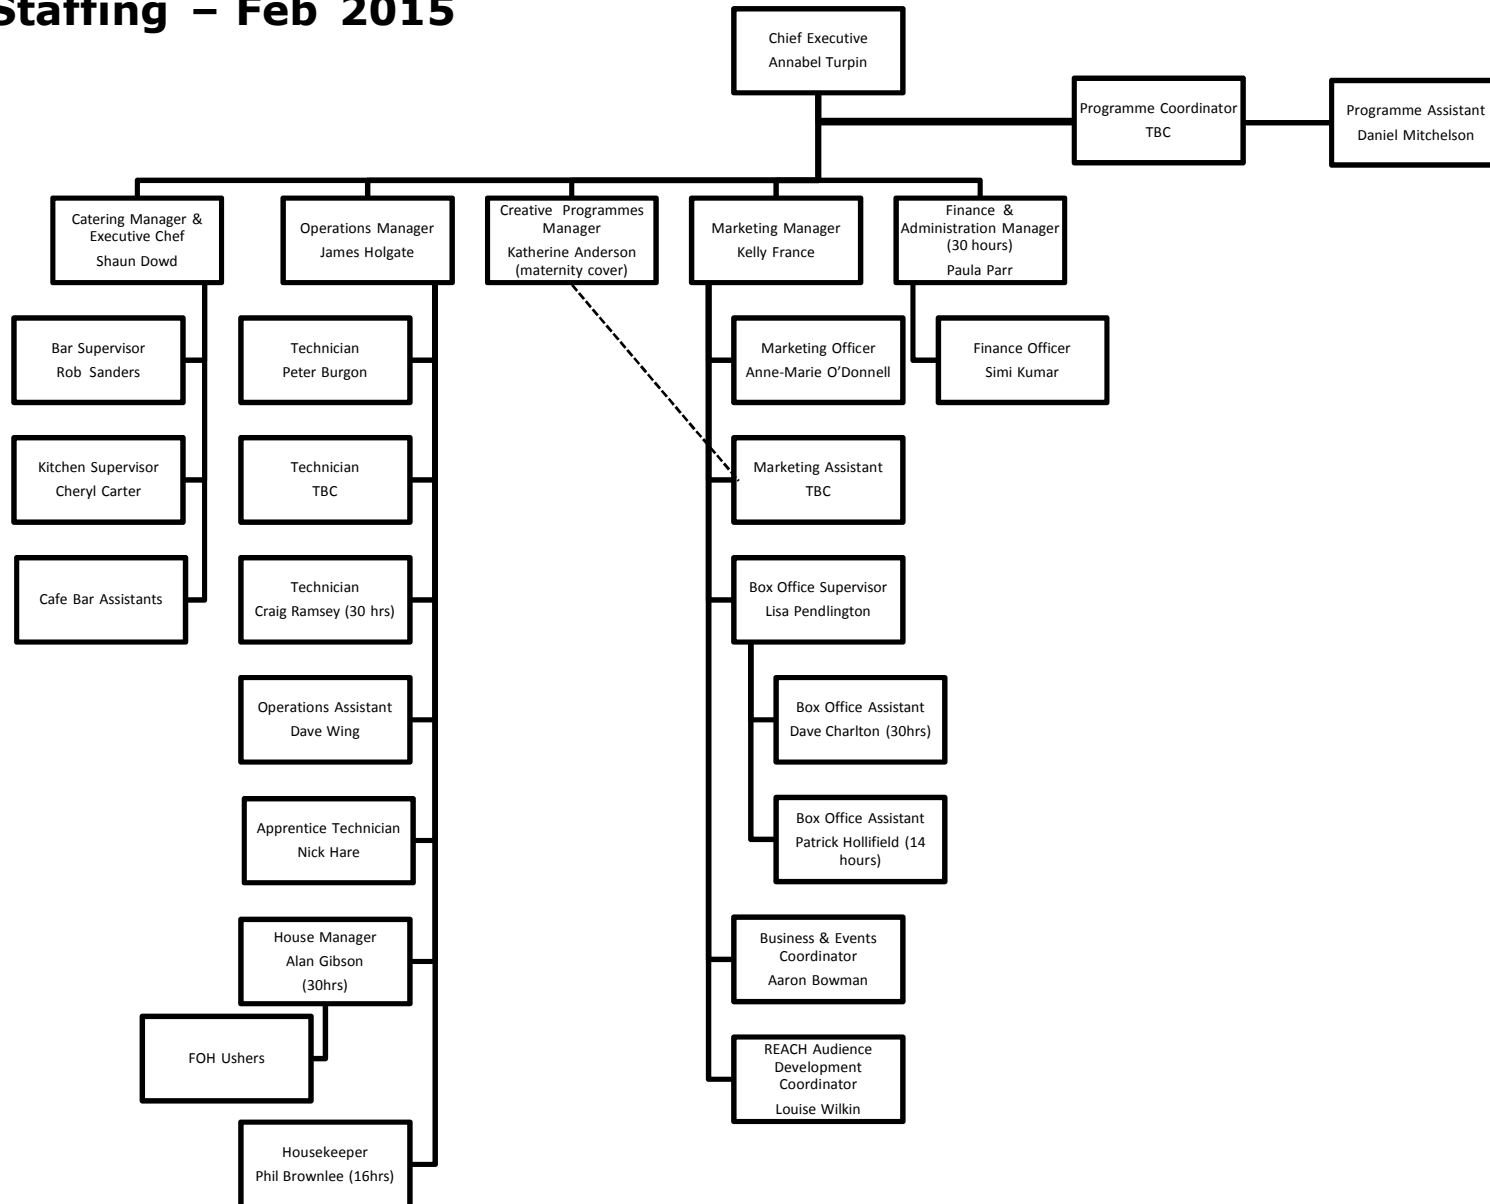 Staffing – Feb 2015
Chief Executive
Annabel Turpin
Programme Coordinator
TBC
Programme Assistant
Daniel Mitchelson
Catering Manager &
Executive Chef
Shaun Dowd
Operations Manager
James Holgate
Creative Programmes
Manager
Katherine Anderson
(maternity cover)
Marketing Manager
Kelly France
Finance &
Administration Manager
(30 hours)
Paula Parr
Bar Supervisor
Rob Sanders
Technician
Peter Burgon
Marketing Officer
Anne-Marie O’Donnell
Finance Officer
Simi Kumar
Kitchen Supervisor
Cheryl Carter
Technician
TBC
Marketing Assistant
TBC
Cafe Bar Assistants
Technician
Craig Ramsey (30 hrs)
Box Office Supervisor
Lisa Pendlington
Operations Assistant
Dave Wing
Box Office Assistant
Dave Charlton (30hrs)
Apprentice Technician
Nick Hare
Box Office Assistant
Patrick Hollifield (14
hours)
House Manager
Alan Gibson
(30hrs)
Business & Events
Coordinator
Aaron Bowman
FOH Ushers
REACH Audience
Development
Coordinator
Louise Wilkin
Housekeeper
Phil Brownlee (16hrs)